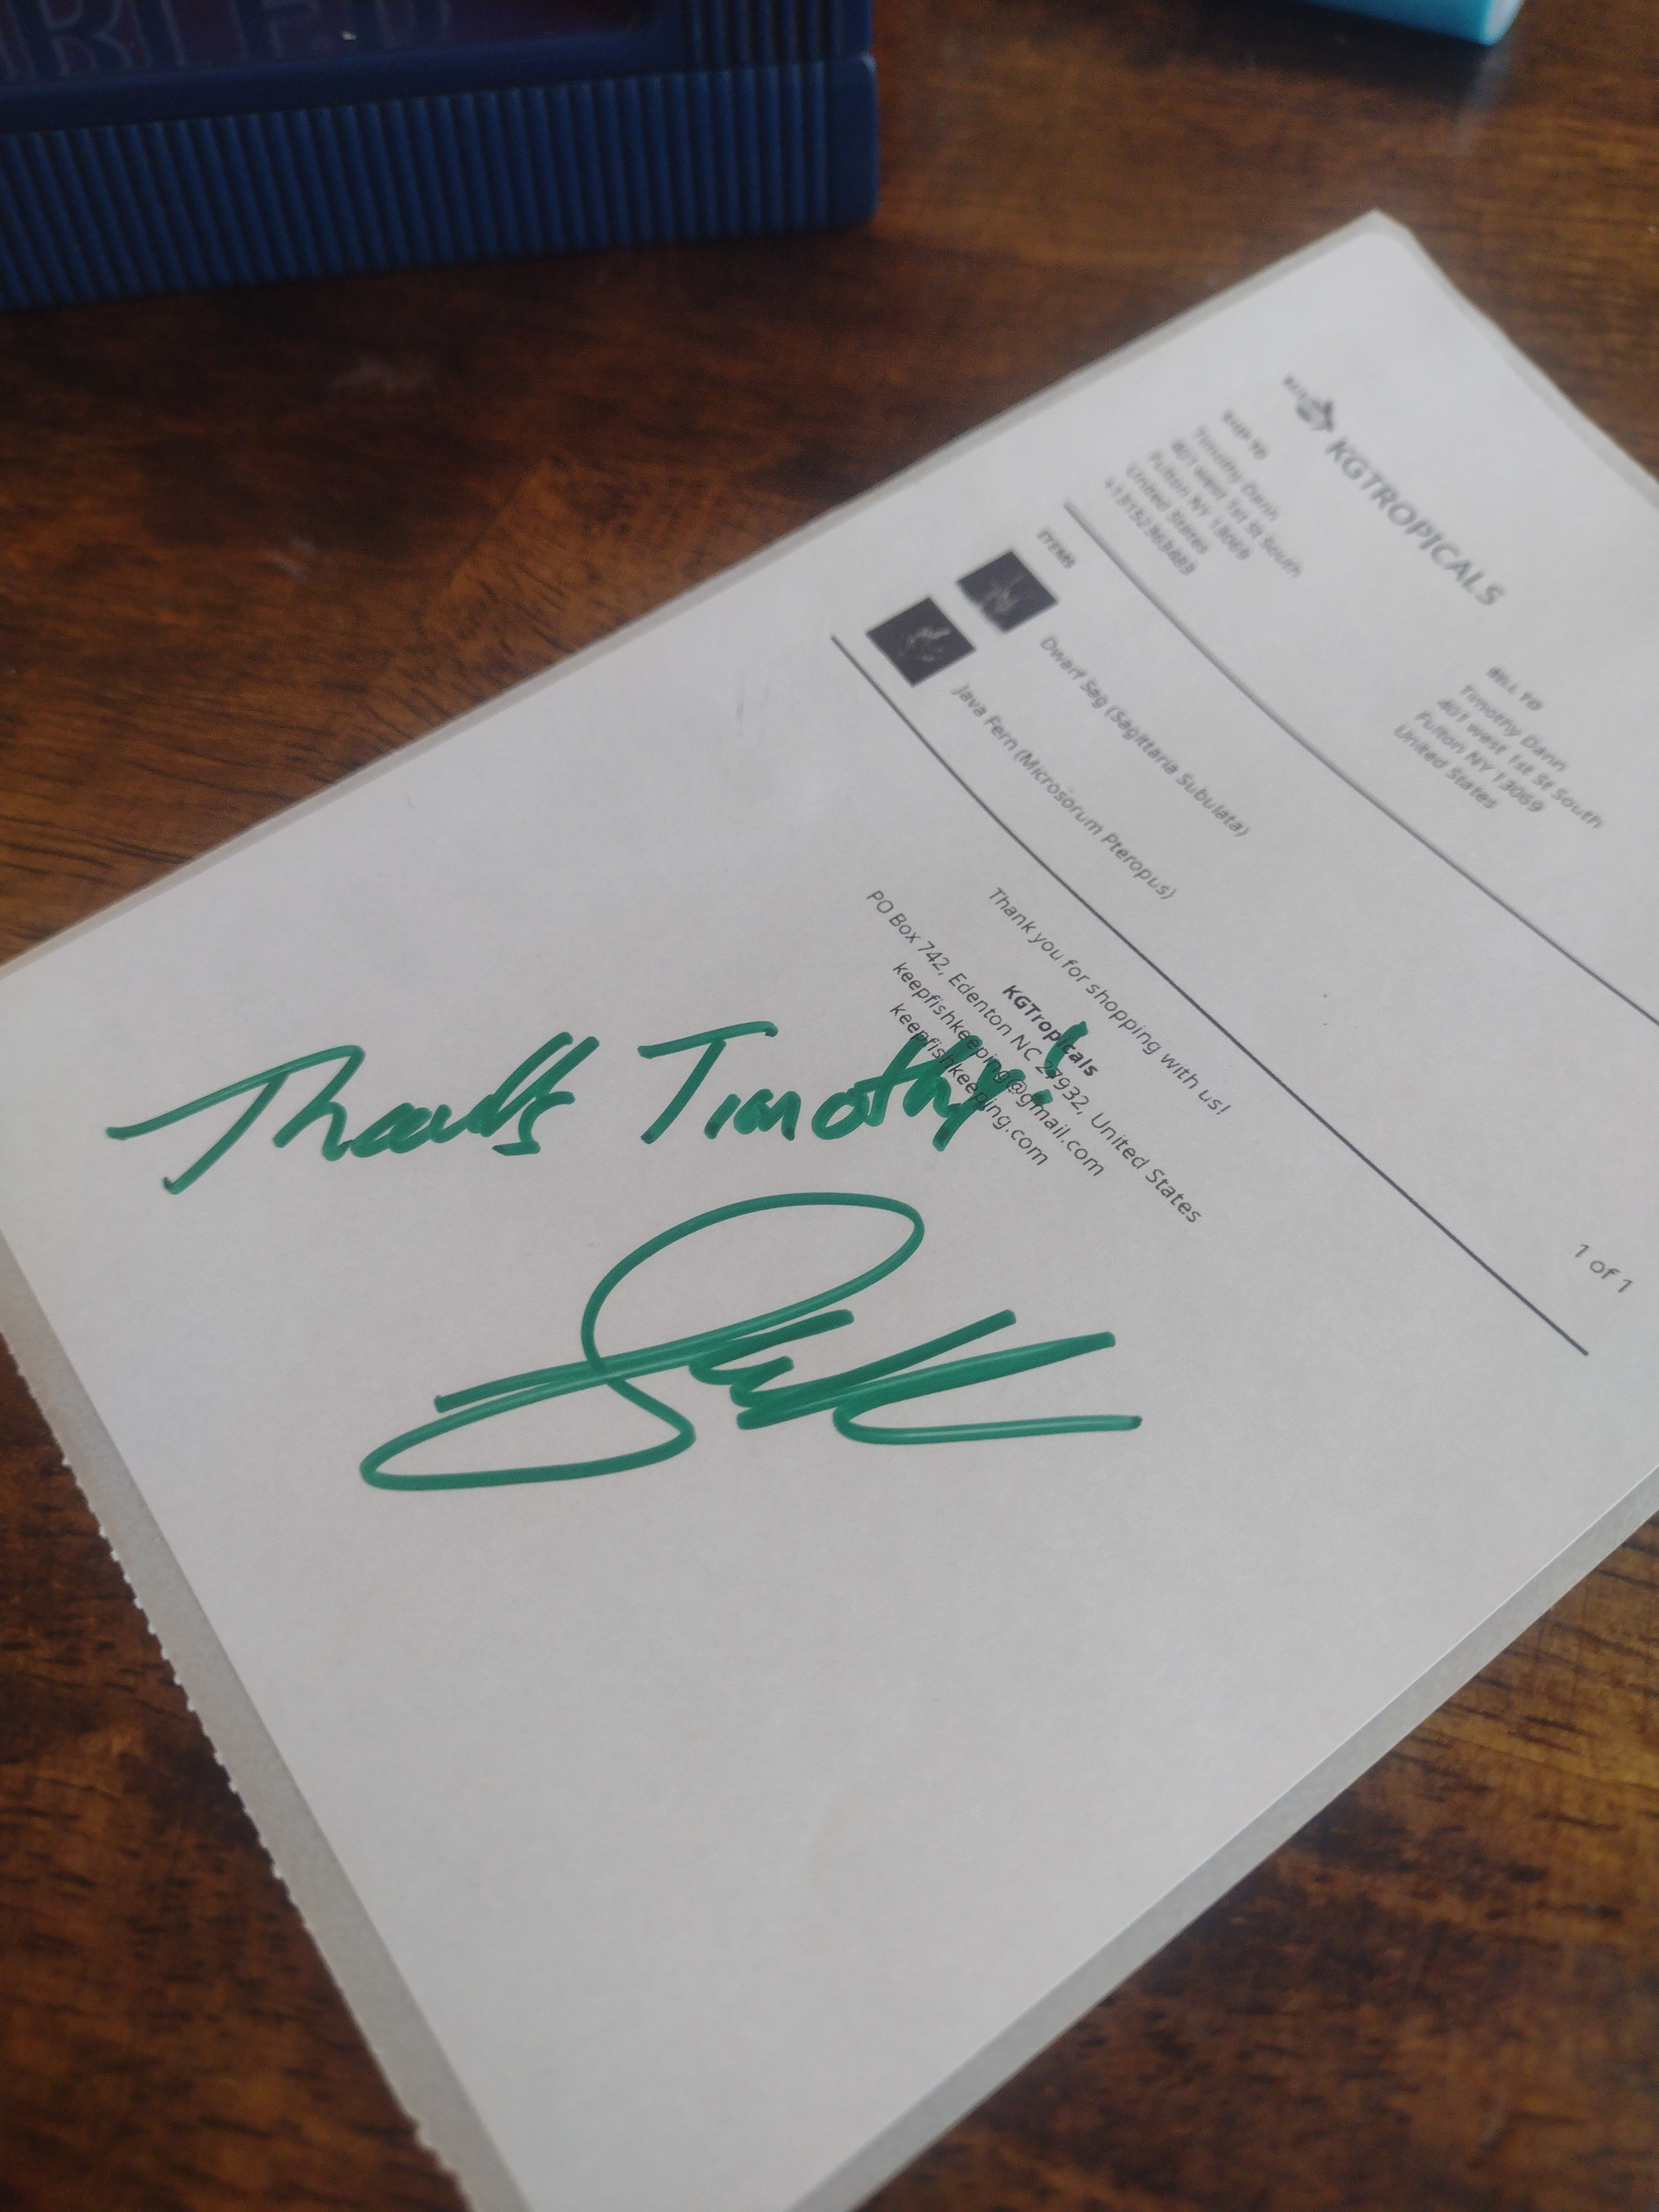 KGTROPICALS
SHIP TO
Timothy Dann
401 west 1st St South
Fulton NY 13069
United States
BILL TO
Timothy Dann
401 west 1st St South
Fulton NY 13069
United States
ITEMS
Dwarf Sag (Sagittaria Subulata)
Java Fern (Microsorum Pteropus)
Thank you for shopping with us!
KGTropicals
PO Box 742, Edenton NC 27932, United States
keepfishkeeping@gmail.com
keepfishkeeping.com
1 of 1
Thanks Timothy!